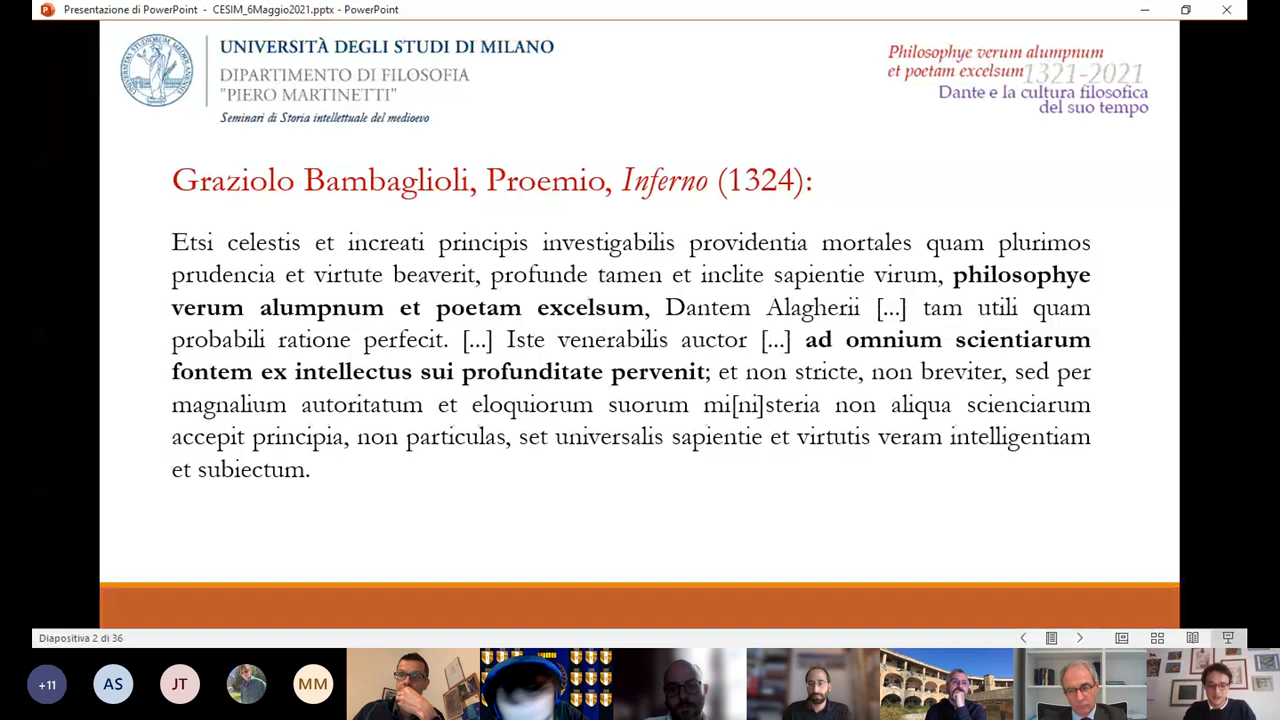 Presentazione di PowerPoint - CESIM_6Maggio2021.pptx - PowerPoint
UNIVERSITÀ DEGLI STUDI DI MILANO
DIPARTIMENTO DI FILOSOFIA
"PIERO MARTINETTI"
Seminari di Storia intellettuale del medioevo
Philosophye verum alumpnum
et poetam excelsum 1321-2021
Dante e la cultura filosofica
del suo tempo
Graziolo Bambaglioli, Proemio, Inferno (1324):
Etsi celestis et increati principis investigabilis providentia mortales quam plurimos
prudencia et virtute beaverit, profunde tamen et inclite sapientie virum, philosophye
verum alumpnum et poetam excelsum, Dantem Alagherii [...] tam utili quam
probabili ratione perfecit. [...] Iste venerabilis auctor [...] ad omnium scientiarum
fontem ex intellectus sui profunditate pervenit; et non stricte, non breviter, sed per
magnalium autoritatum et eloquiorum suorum mi[ni]steria non aliqua scienciarum
accepit principia, non particulas, set universalis sapientie et virtutis veram intelligentiam
et subiectum.
Diapositiva 2 di 36
+11
AS
JT
MM